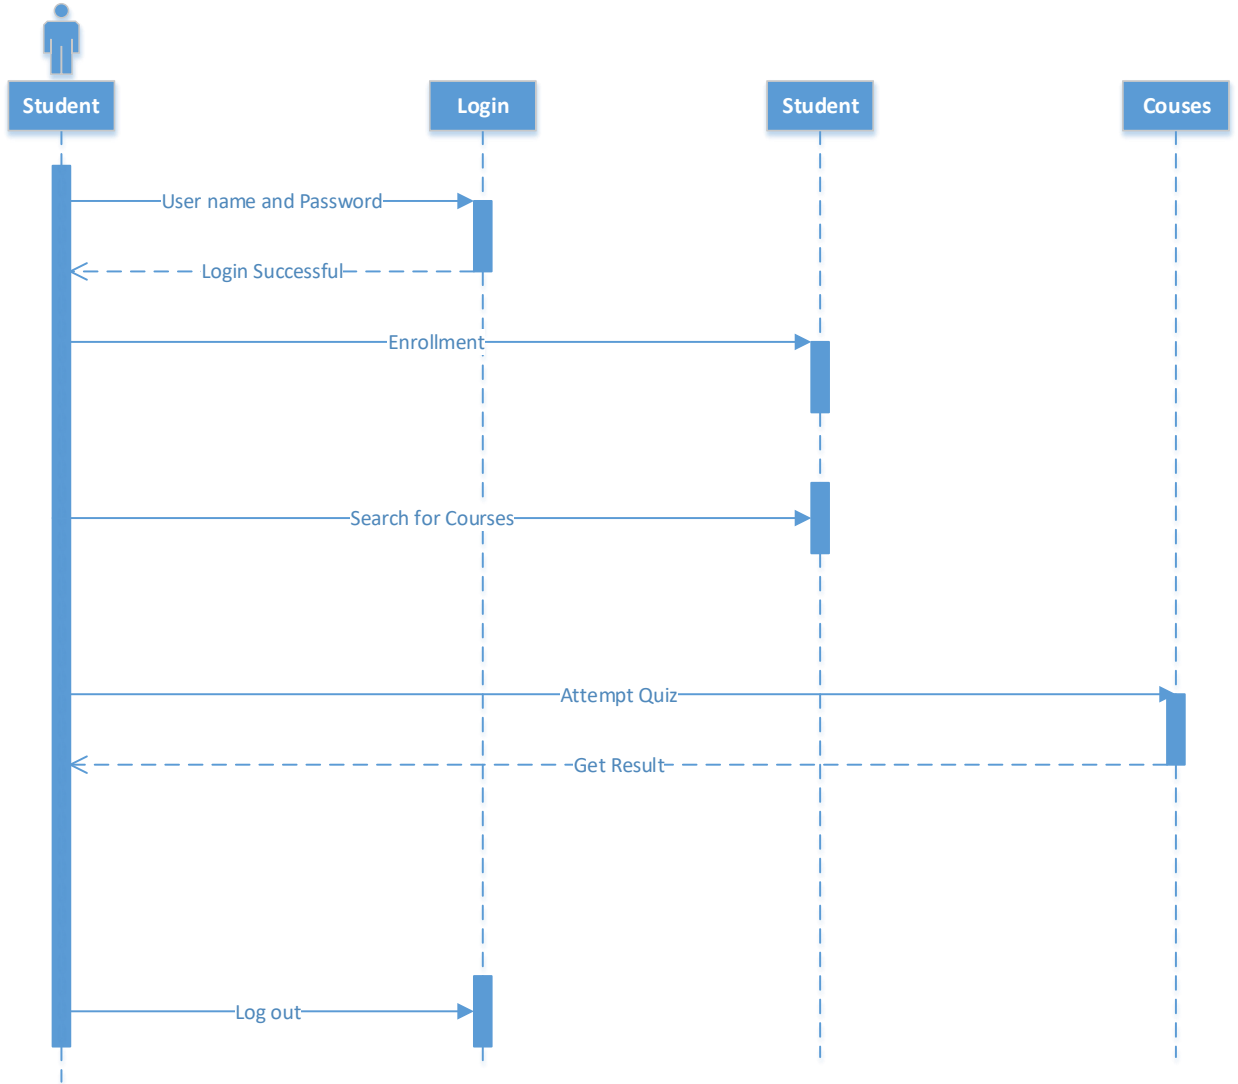 Student
Login
Student
Couses
User name and Password
Login Successful
Enrollment
Search for Courses
Attempt Quiz
Get Result
Log out